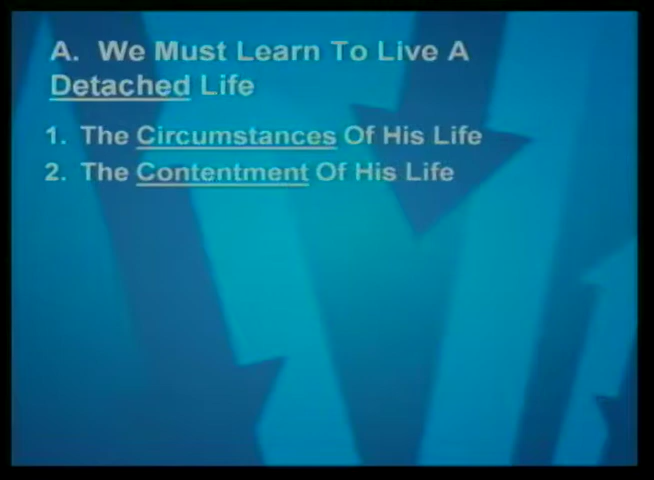 A. We Must Learn To Live A
Detached Life
1. The Circumstances Of His Life
2. The Contentment Of His Life